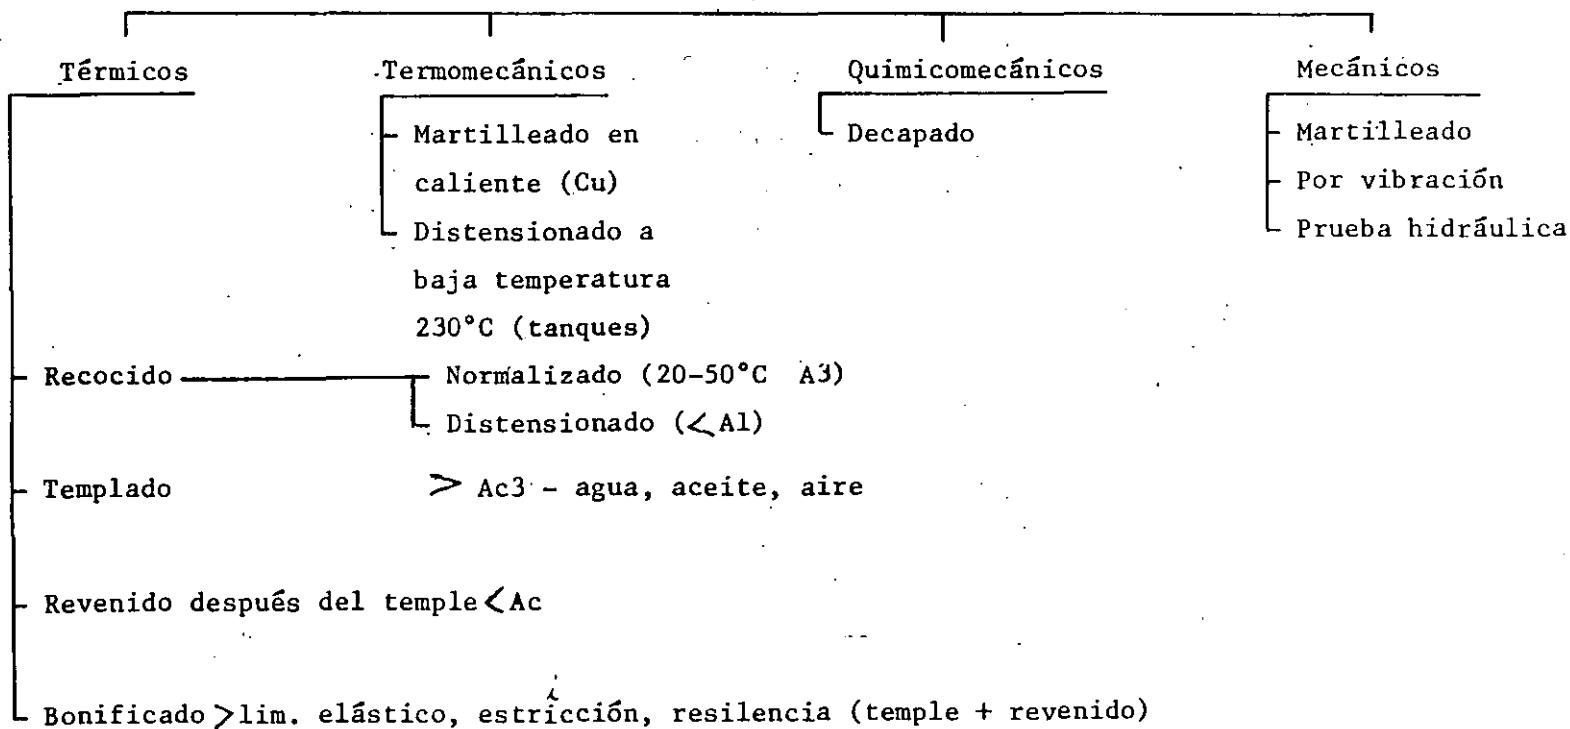 Térmicos
Termomecánicos
Quimicomecánicos
Mecánicos
Martilleado en
caliente (Cu)
Distensionado a
baja temperatura
230°C (tanques)
Decapado
Martilleado
Por vibración
Prueba hidráulica
Recocido
Normalizado (20-50°C A3)
Distensionado (<A1)
Templado > Ac3 - agua, aceite, aire
Revenido después del temple <Ac
Bonificado >lim. elástico, estricción, resilencia (temple + revenido)